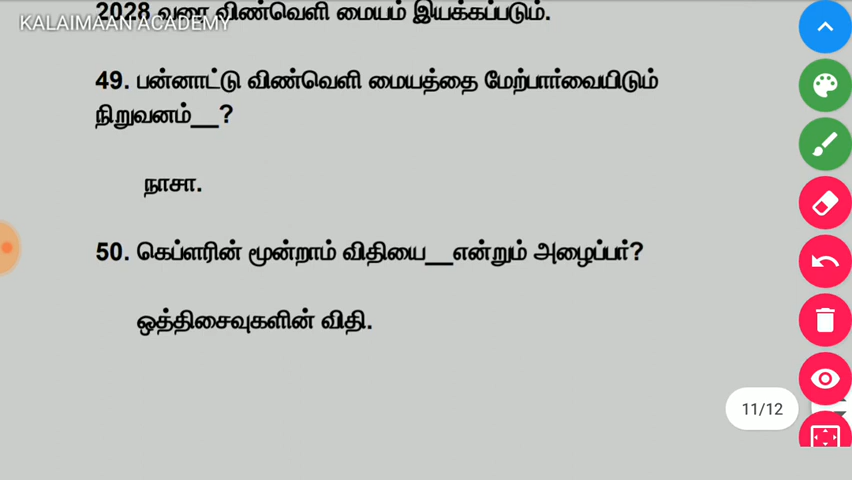 2028 வரை விண்வெளி மையம் இயக்கப்படும்.
KALAIMAAN ACADEMY
49. பன்னாட்டு விண்வெளி மையத்தை மேற்பார்வையிடும்
நிறுவனம்__?
நாசா.
50. கெப்ளரின் மூன்றாம் விதியை__என்றும் அழைப்பர்?
ஒத்திசைவுகளின் விதி.
11/12